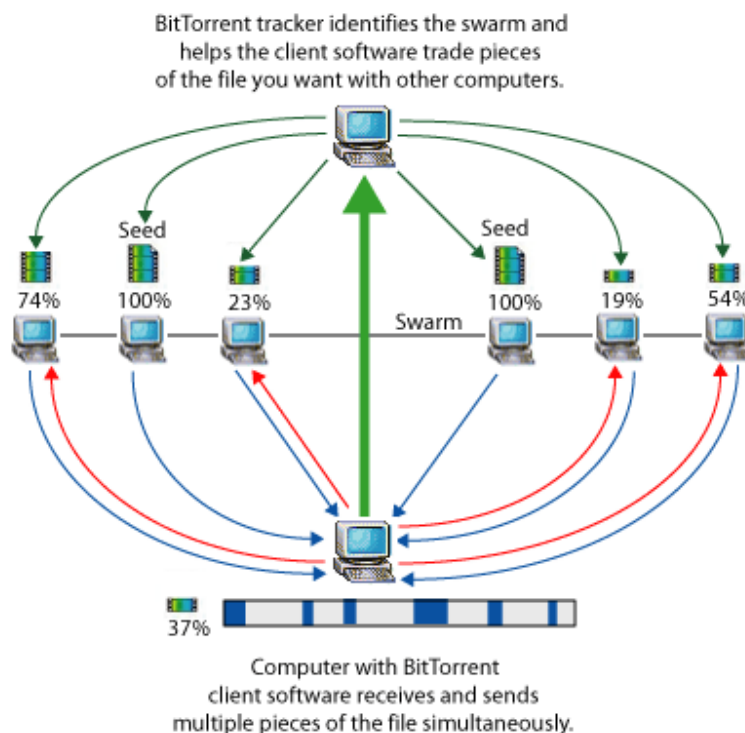 BitTorrent tracker identifies the swarm and
helps the client software trade pieces
of the file you want with other computers.
Seed
Seed
74%
100%
23%
100%
19%
54%
Swarm
37%
Computer with BitTorrent
client software receives and sends
multiple pieces of the file simultaneously.